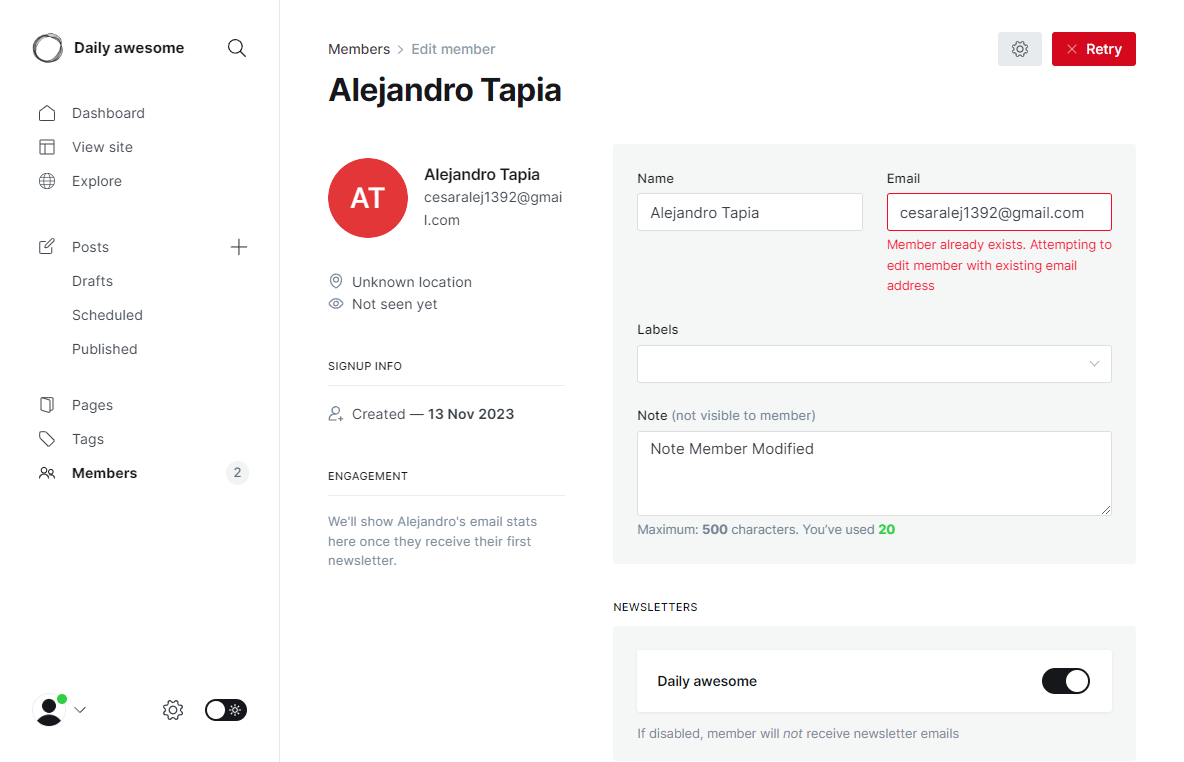 Daily awesome
Dashboard
View site
Explore
Posts
Drafts
Scheduled
Published
Pages
Tags
Members 2
Members > Edit member
Retry
Alejandro Tapia
AT
Alejandro Tapia
cesaralej1392@gmai
l.com
Unknown location
Not seen yet
SIGNUP INFO
Created — 13 Nov 2023
ENGAGEMENT
We'll show Alejandro's email stats
here once they receive their first
newsletter.
Name
Alejandro Tapia
Email
cesaralej1392@gmail.com
Member already exists. Attempting to
edit member with existing email
address
Labels
Note (not visible to member)
Note Member Modified
Maximum: 500 characters. You’ve used 20
NEWSLETTERS
Daily awesome
If disabled, member will not receive newsletter emails